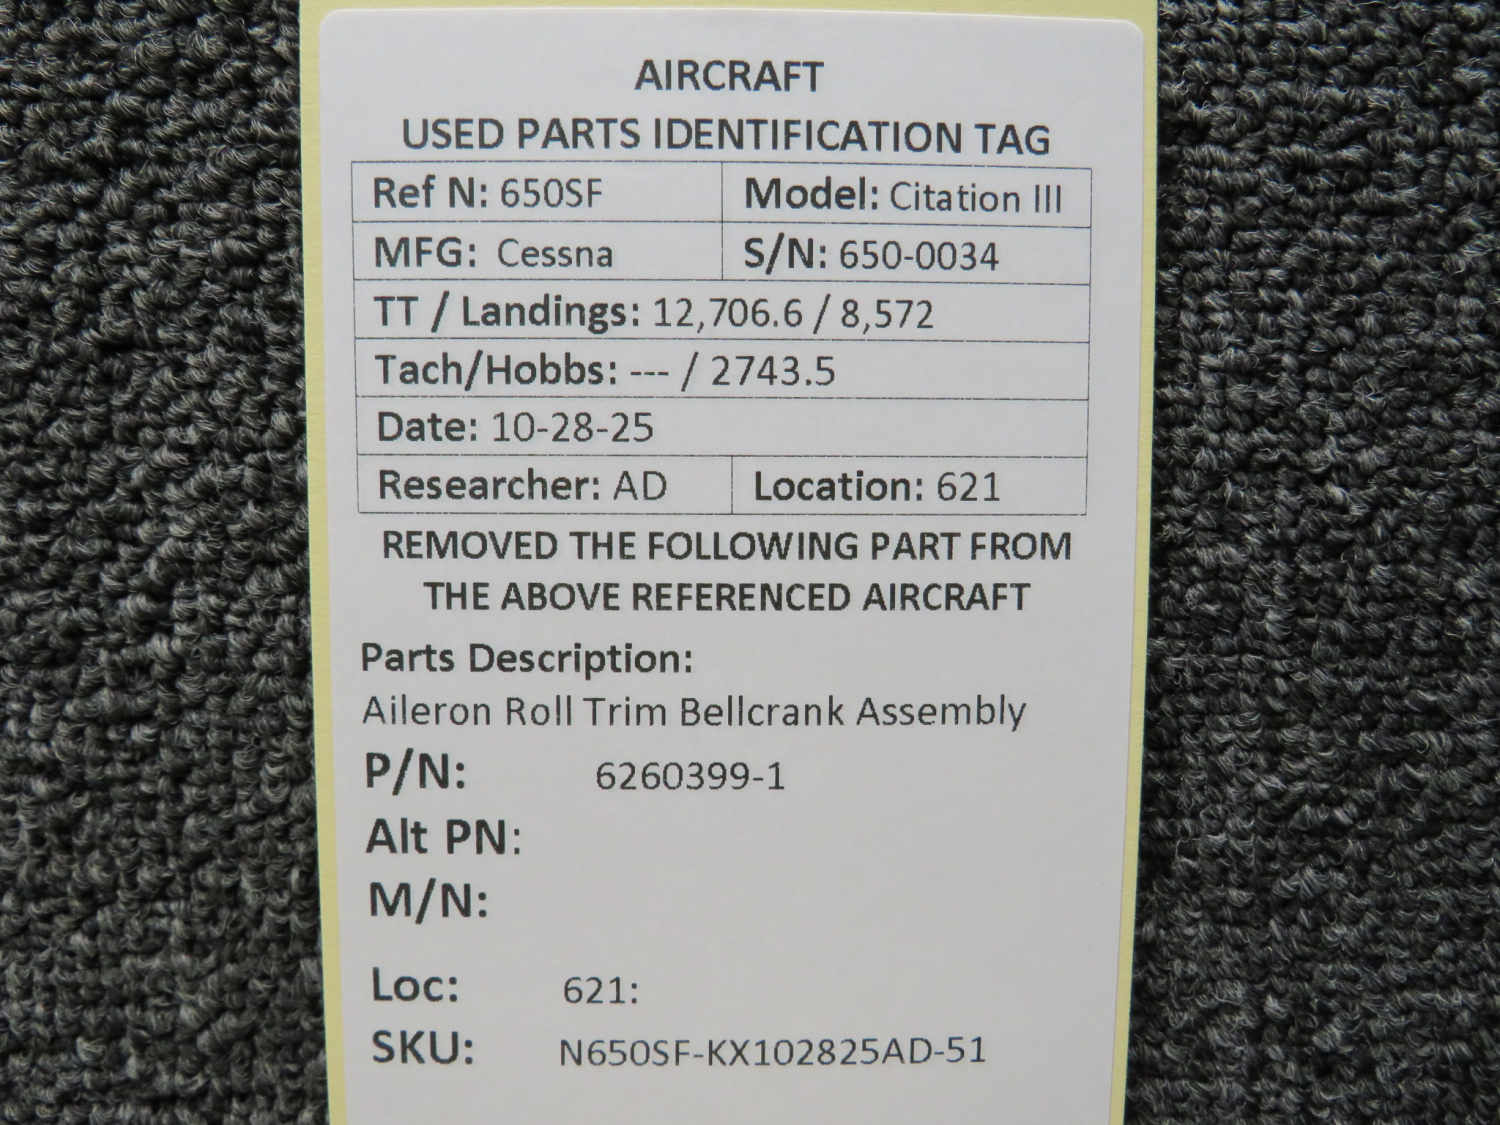 AIRCRAFT
USED PARTS IDENTIFICATION TAG
Ref N: 650SF Model: Citation III
MFG: Cessna S/N: 650-0034
TT / Landings: 12,706.6 / 8,572
Tach/Hobbs: --- / 2743.5
Date: 10-28-25
Researcher: AD Location: 621
REMOVED THE FOLLOWING PART FROM
THE ABOVE REFERENCED AIRCRAFT
Parts Description:
Aileron Roll Trim Bellcrank Assembly
P/N: 6260399-1
Alt PN:
M/N:
Loc: 621:
SKU: N650SF-KX102825AD-51